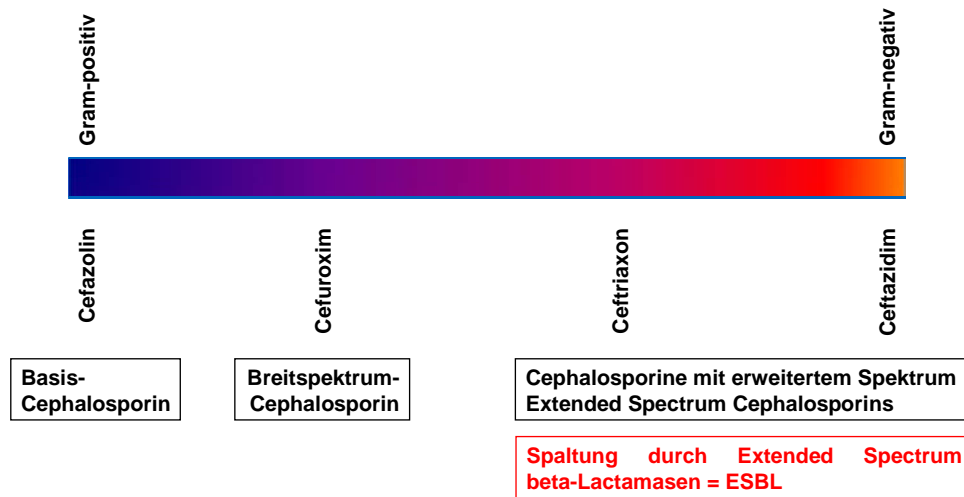 Gram-positiv
Gram-negativ
Cefazolin
Cefuroxim
Ceftriaxon
Ceftazidim
Basis-
Cephalosporin
Breitspektrum-
Cephalosporin
Cephalosporine mit erweitertem Spektrum
Extended Spectrum Cephalosporins
Spaltung durch Extended Spectrum
beta-Lactamasen = ESBL